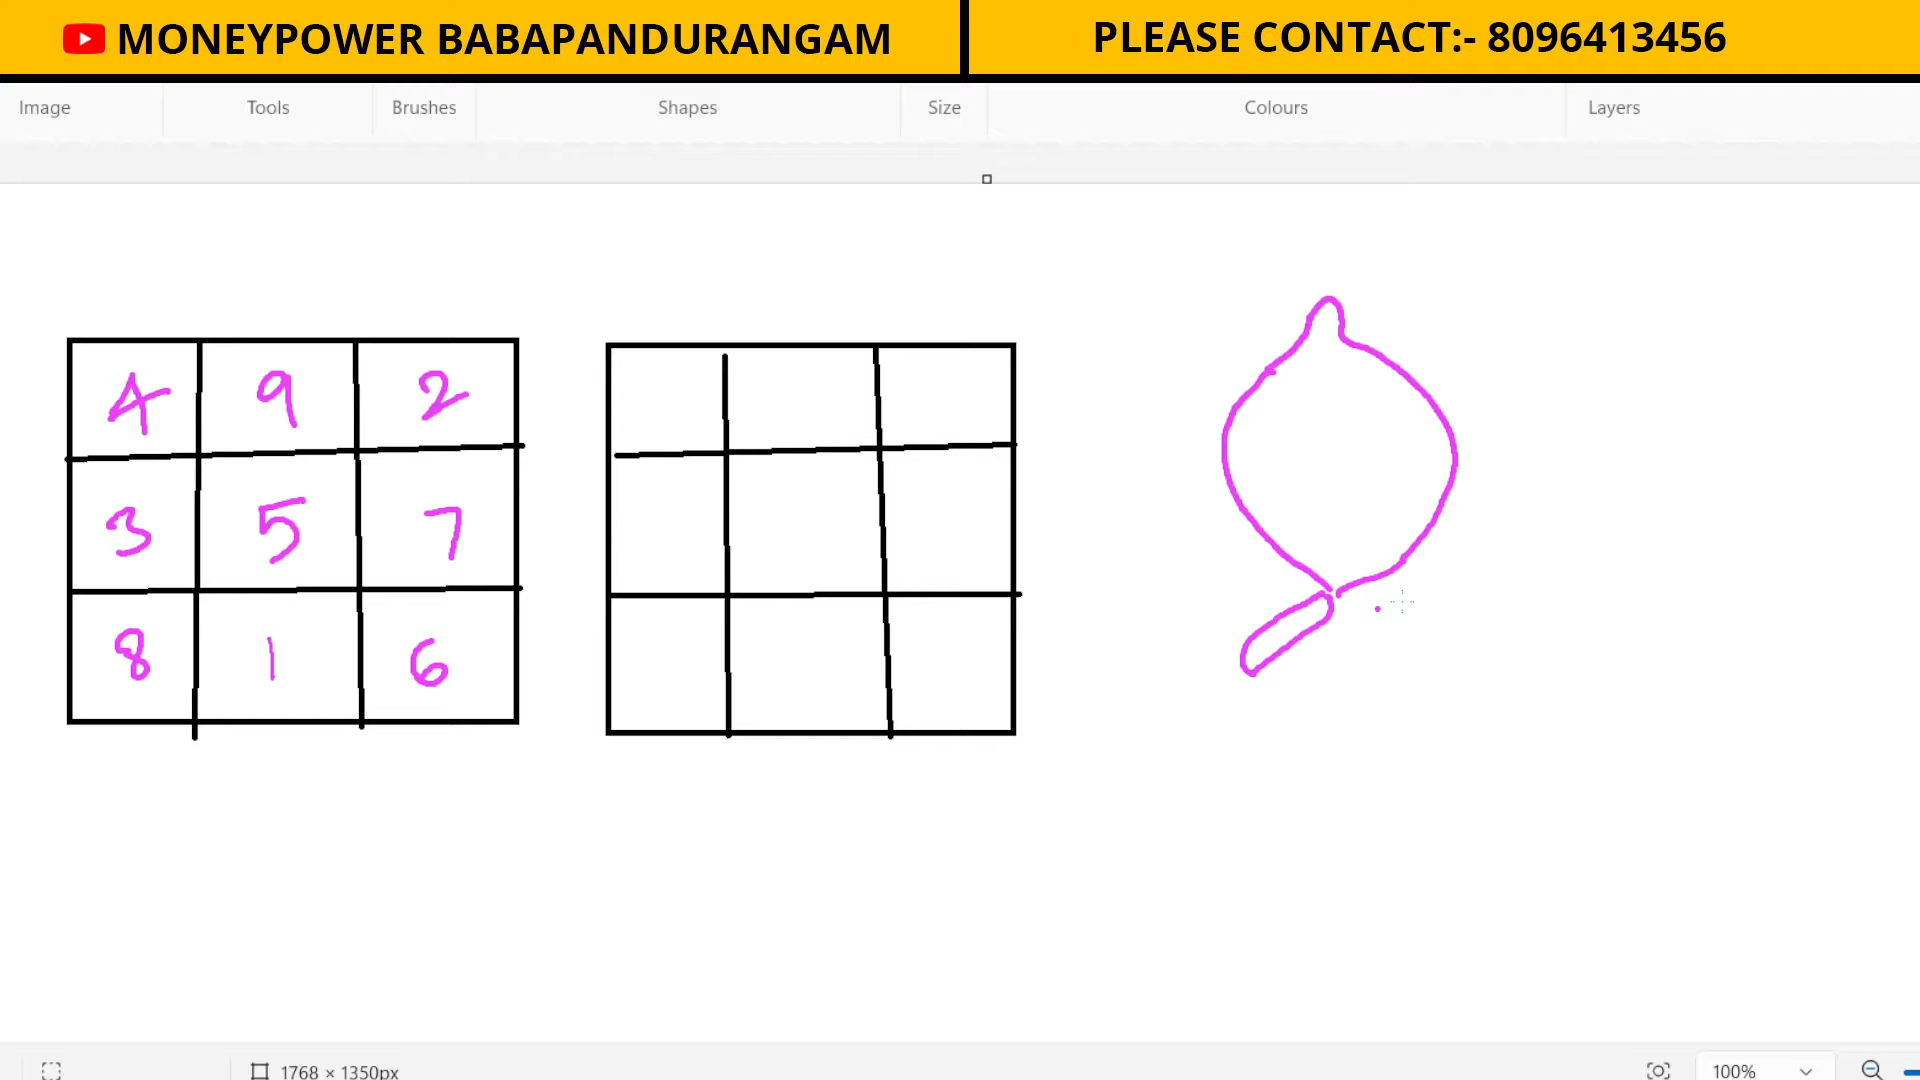 MONEYPOWER BABAPANDURANGAM
PLEASE CONTACT:- 8096413456
Image Tools Brushes Shapes Size Colours Layers
4 9 2
3 5 7
8 1 6
1768 × 1350px
100%